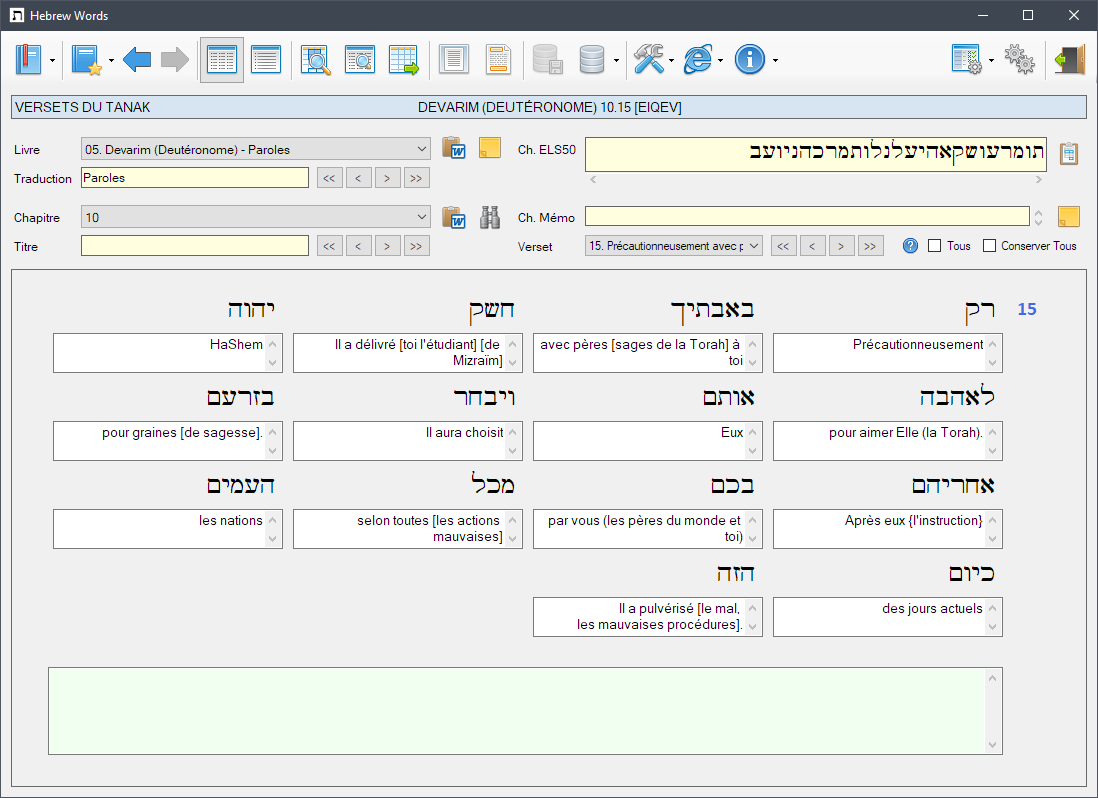 Hebrew Words
VERSETS DU TANAK DEVARIM (DEUTÉRONOME) 10.15 [EIQEV]
Livre 05. Devarim (Deutéronome) - Paroles Ch. ELS50 תומרעושקאהיעלנלותמרכהניועב
Traduction Paroles << < > >>
Chapitre 10 Ch. Mémo
Titre << < > >> Verset 15. Précautionneusement avec p << < > >> Tous Conserver Tous
15 רק באבתיך חשק יהוה
Précautionneusement
avec pères [sages de la Torah] à
toi
Il a délivré [toi l'étudiant] [de
Mizraïm]
HaShem
לאהבה אותם ויבחר בזרעם
pour aimer Elle (la Torah).
Eux
Il aura choisit
pour graines [de sagesse].
אחריהם בכם מכל העמים
Après eux {l'instruction}
par vous (les pères du monde et
toi)
selon toutes [les actions
mauvaises]
les nations
כיום הזה
des jours actuels
Il a pulvérisé [le mal,
les mauvaises procédures].